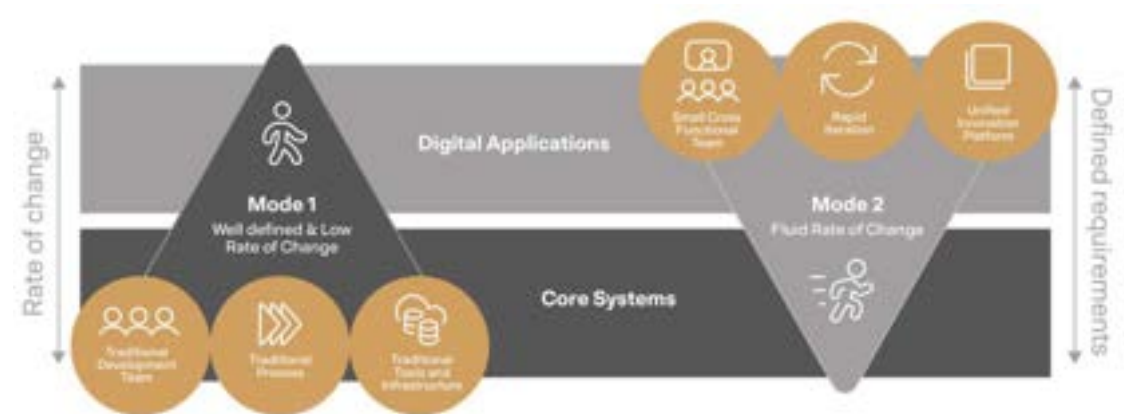 Rate of change
Digital Applications
Mode 1
Well defined & Low
Rate of Change
Core Systems
Traditional
Development
Team
Traditional
Process
Traditional
Tools and
Infrastructure
Small Cross
Functional
Team
Rapid
Iteration
Unified
Innovation
Platform
Mode 2
Fluid Rate of Change
Defined requirements